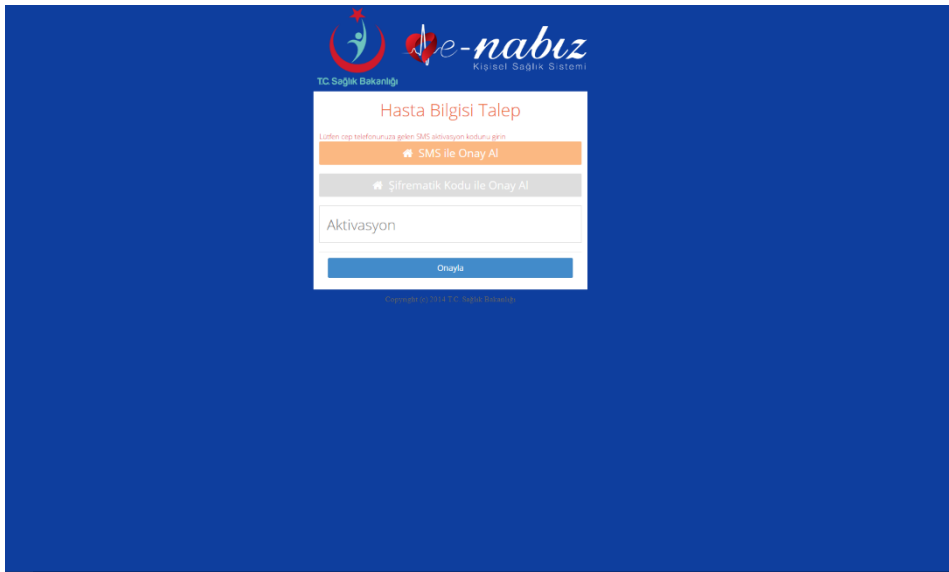 e-nabız
Kişisel Sağlık Sistemi
T.C. Sağlık Bakanlığı
Hasta Bilgisi Talep
Lütfen cep telefonunuza gelen SMS aktivasyon kodunu girin
SMS ile Onay Al
Şifrematik Kodu ile Onay Al
Aktivasyon
Onayla
Copyright (c) 2014 T.C. Sağlık Bakanlığı